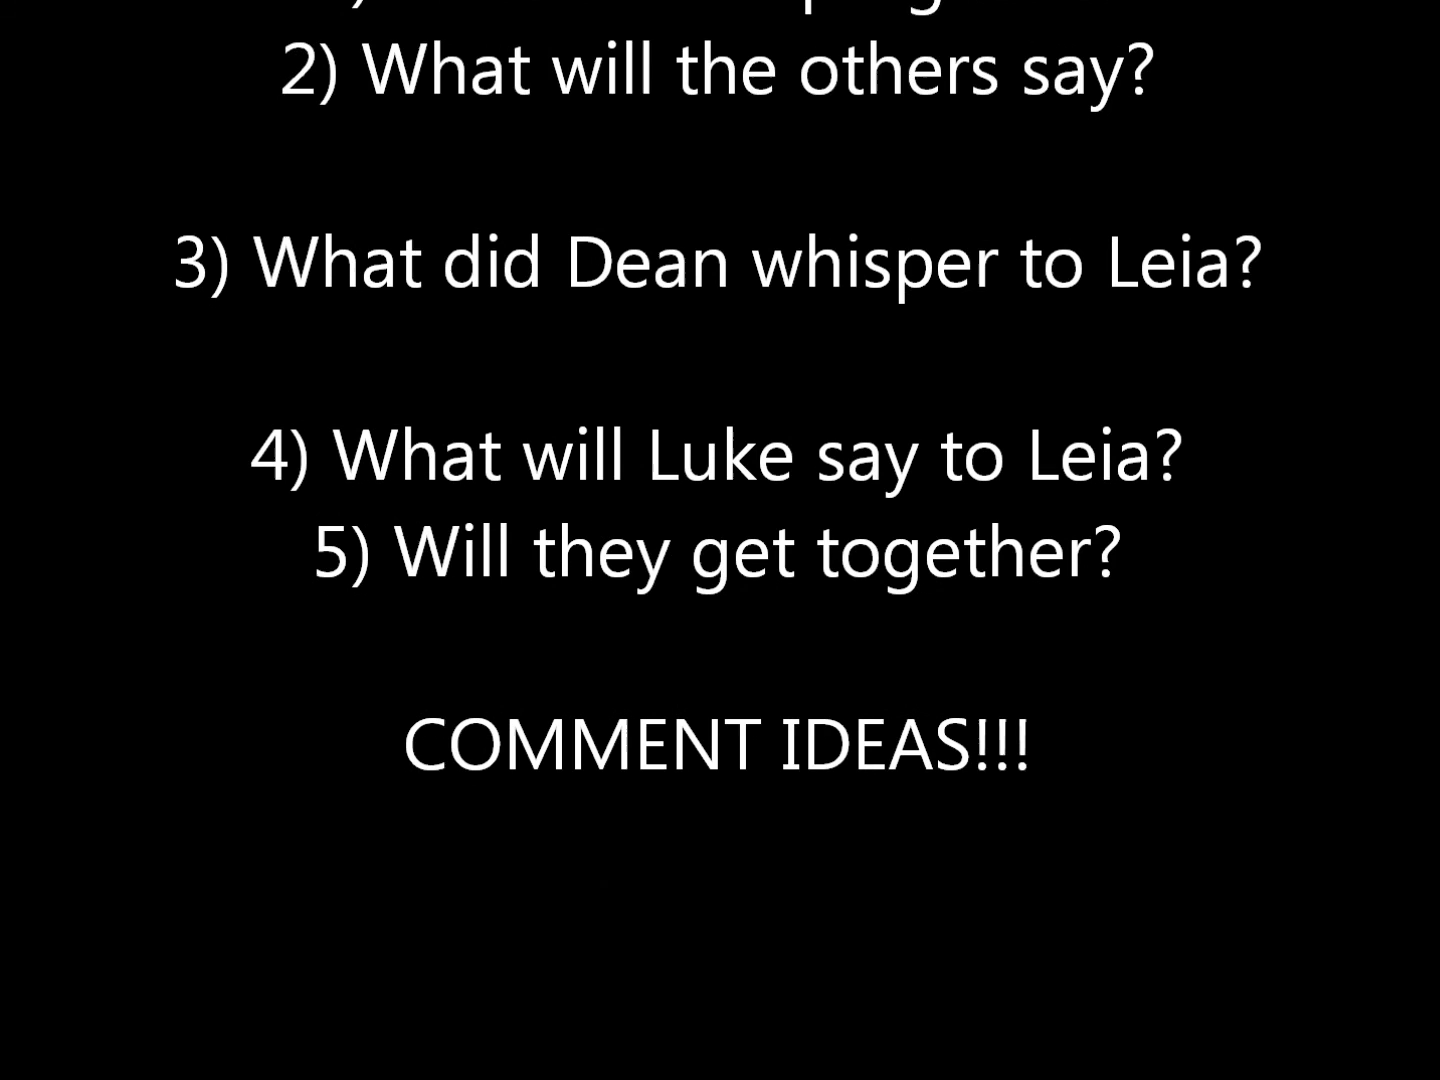 2) What will the others say?
3) What did Dean whisper to Leia?
4) What will Luke say to Leia?
5) Will they get together?
COMMENT IDEAS!!!